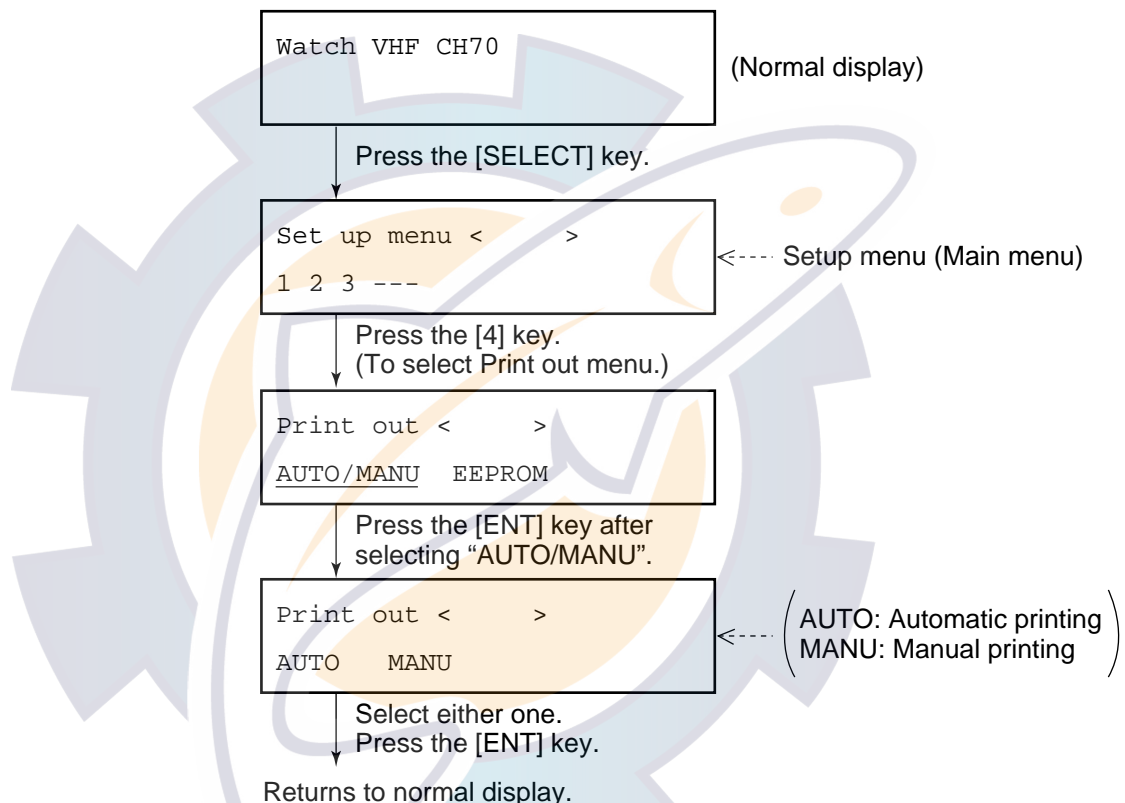 Watch VHF CH70
(Normal display)
Press the [SELECT] key.
Set up menu < >
1 2 3 ---
Setup menu (Main menu)
Press the [4] key.
(To select Print out menu.)
Print out < >
AUTO/MANU EEPROM
Press the [ENT] key after
selecting “AUTO/MANU”.
Print out < >
AUTO MANU
AUTO: Automatic printing
MANU: Manual printing
Select either one.
Press the [ENT] key.
Returns to normal display.